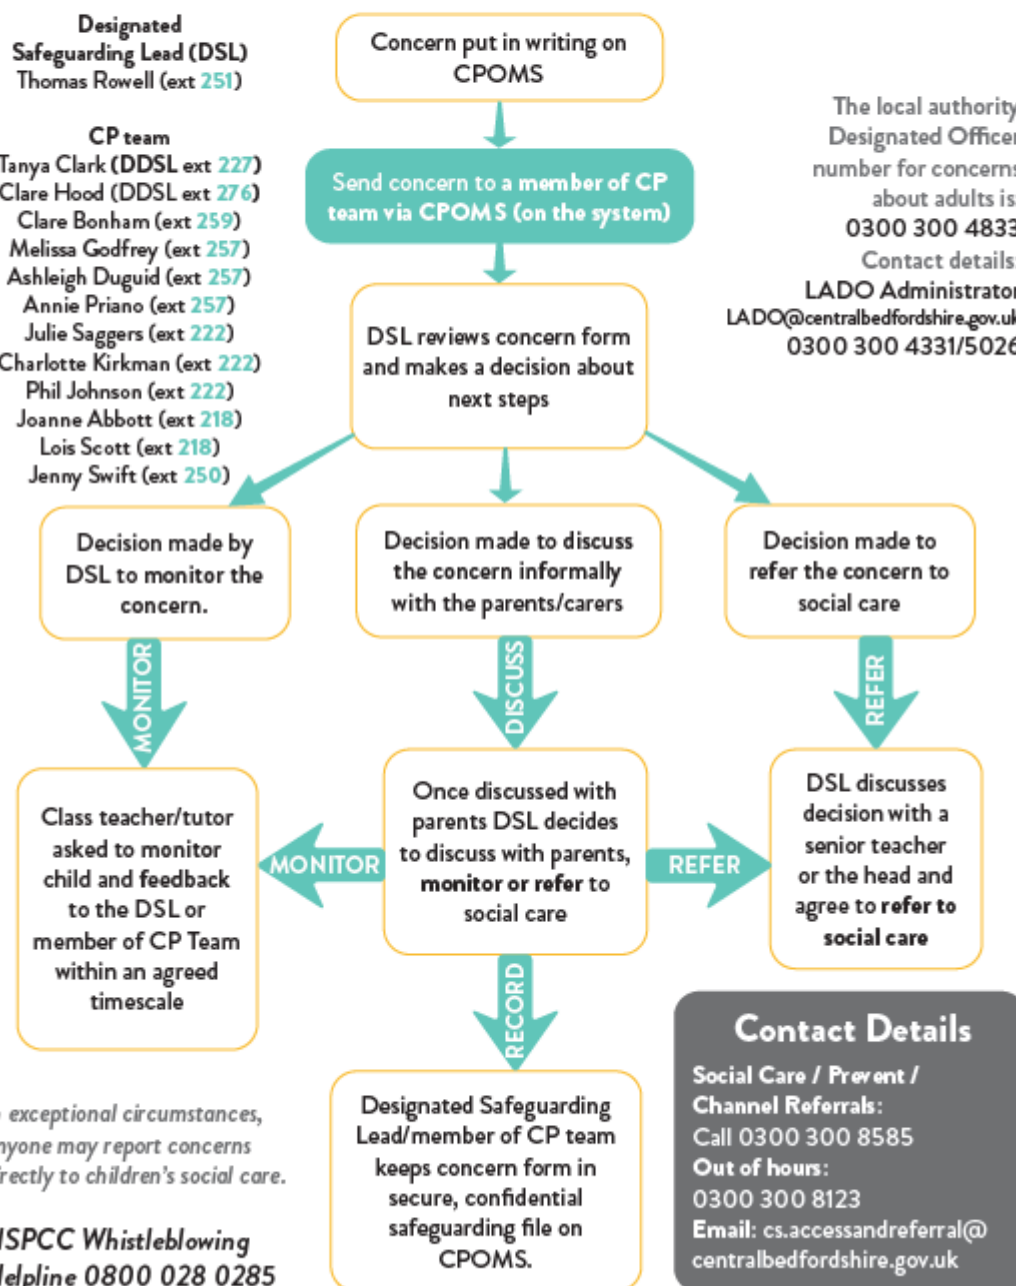 Designated
Safeguarding Lead (DSL)
Thomas Rowell (ext 251)
CP team
Tanya Clark (DDSL ext 227)
Clare Hood (DDSL ext 276)
Clare Bonham (ext 259)
Melissa Godfrey (ext 257)
Ashleigh Duguid (ext 257)
Annie Priano (ext 257)
Julie Saggers (ext 222)
Charlotte Kirkman (ext 222)
Phil Johnson (ext 222)
Joanne Abbott (ext 218)
Lois Scott (ext 218)
Jenny Swift (ext 250)
Concern put in writing on
CPOMS
Send concern to a member of CP
team via CPOMS (on the system)
The local authority
Designated Officer
number for concerns
about adults is:
0300 300 4833
Contact details:
LADO Administrator
LADO@centralbedfordshire.gov.uk
0300 300 4331/5026
DSL reviews concern form
and makes a decision about
next steps
Decision made by
DSL to monitor the
concern.
Decision made to discuss
the concern informally
with the parents/carers
Decision made to
refer the concern to
social care
MONITOR
DISCUSS
REFER
Class teacher/tutor
asked to monitor
child and feedback
to the DSL or
member of CP Team
within an agreed
timescale
MONITOR
Once discussed with
parents DSL decides
to discuss with parents,
monitor or refer to
social care
REFER
DSL discusses
decision with a
senior teacher
or the head and
agree to refer to
social care
RECORD
Designated Safeguarding
Lead/member of CP team
keeps concern form in
secure, confidential
safeguarding file on
CPOMS.
exceptional circumstances,
nyone may report concerns
rectly to children's social care.
NSPCC Whistleblowing
Helpline 0800 028 0285
Contact Details
Social Care / Prevent /
Channel Referrals:
Call 0300 300 8585
Out of hours:
0300 300 8123
Email: cs.accessandreferral@
centralbedfordshire.gov.uk